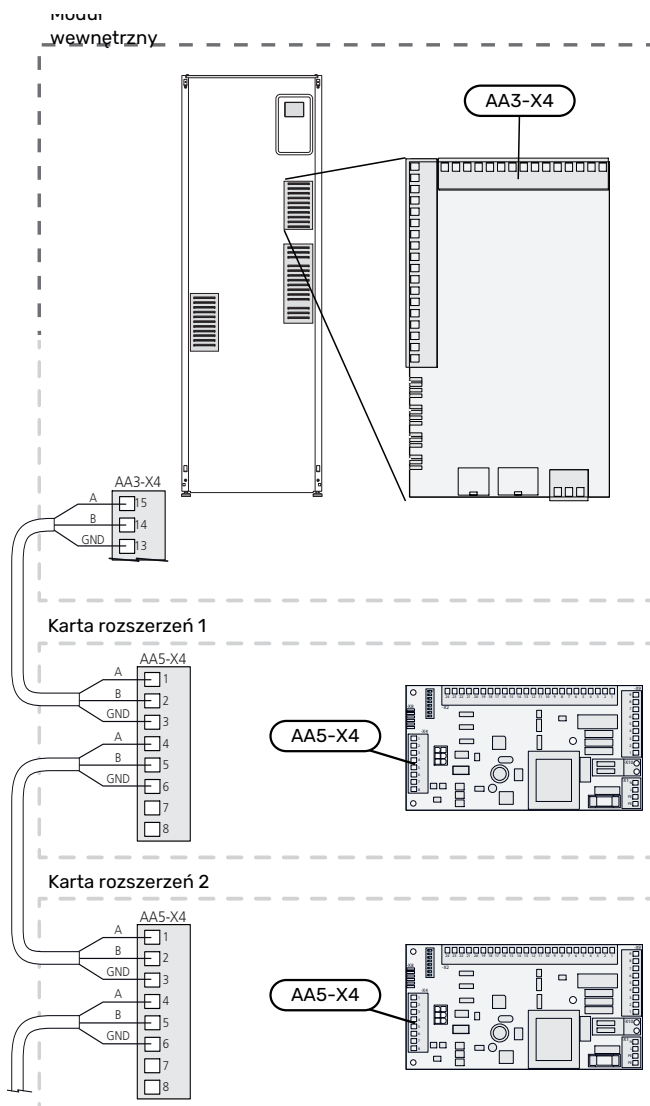 Moduł
wewnętrzny
AA3-X4
AA3-X4
A 15
B 14
GND 13
Karta rozszerzeń 1
AA5-X4
A 1
B 2
GND 3
A 4
B 5
GND 6
7
8
AA5-X4
Karta rozszerzeń 2
AA5-X4
A 1
B 2
GND 3
A 4
B 5
GND 6
7
8
AA5-X4